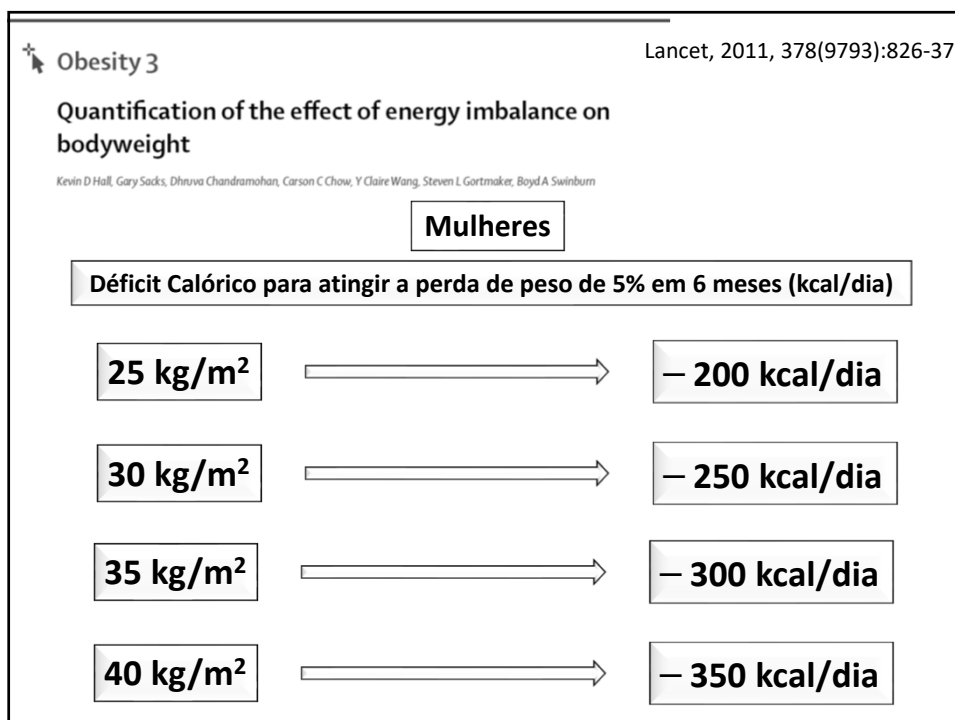 Lancet, 2011, 378(9793):826-37
Obesity 3
Quantification of the effect of energy imbalance on
bodyweight
Kevin D Hall, Gary Sacks, Dhruva Chandramohan, Carson C Chow, Y Claire Wang, Steven L Gortmaker, Boyd A Swinburn
Mulheres
Déficit Calórico para atingir a perda de peso de 5% em 6 meses (kcal/dia)
25 kg/m² – 200 kcal/dia
30 kg/m² – 250 kcal/dia
35 kg/m² – 300 kcal/dia
40 kg/m² – 350 kcal/dia